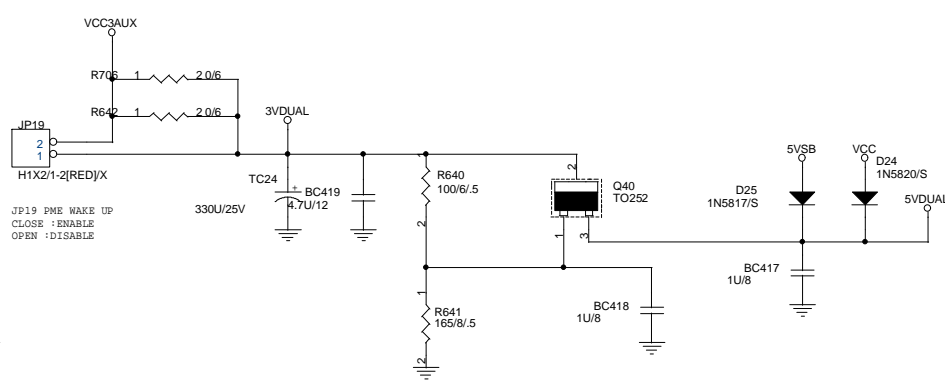 VCC3AUX
R706 1 2 0/6
R642 1 2 0/6
JP19
2
1
H1X2/1-2[RED]/X
JP19 PME WAKE UP
CLOSE :ENABLE
OPEN :DISABLE
3VDUAL
TC24
+
330U/25V
BC419
4.7U/12
1
R640
100/6/.5
2
1
R641
165/8/.5
2
2
Q40
TO252
1
3
BC418
1U/8
5VSB
VCC
D24
1N5820/S
D25
1N5817/S
5VDUAL
BC417
1U/8